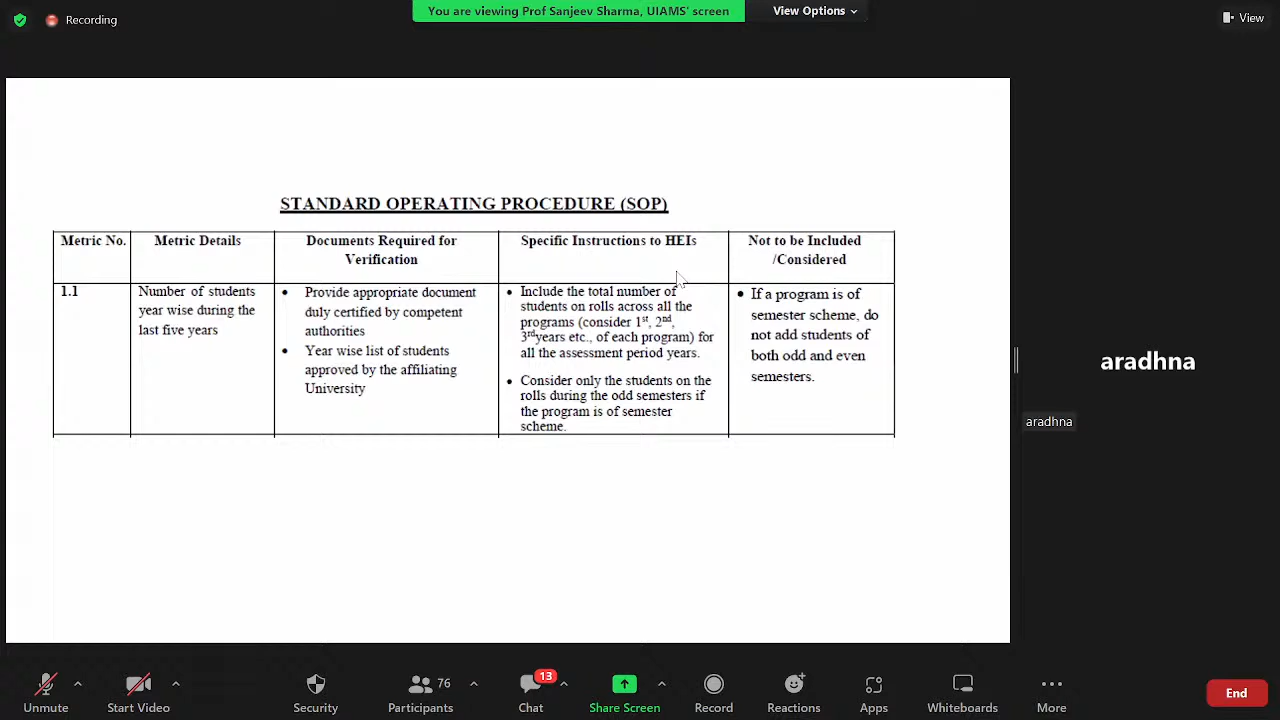 Recording
You are viewing Prof Sanjeev Sharma, UIAMS' screen
View Options
View
STANDARD OPERATING PROCEDURE (SOP)
Metric No.
Metric Details
Documents Required for
Verification
Specific Instructions to HEIs
Not to be Included
/Considered
1.1
Number of students
year wise during the
last five years
• Provide appropriate document
duly certified by competent
authorities
• Year wise list of students
approved by the affiliating
University
• Include the total number of
students on rolls across all the
programs (consider 1st, 2nd,
3rdyears etc., of each program) for
all the assessment period years.
• Consider only the students on the
rolls during the odd semesters if
the program is of semester
scheme.
• If a program is of
semester scheme, do
not add students of
both odd and even
semesters.
aradhna
aradhna
Unmute
Start Video
Security
76
Participants
13
Chat
Share Screen
Record
Reactions
Apps
Whiteboards
More
End